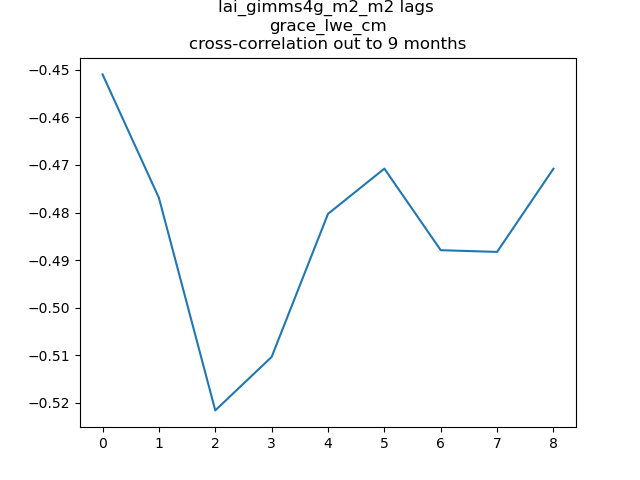 lai_gimms4g_m2_m2 lags
grace_lwe_cm
cross-correlation out to 9 months
−0.45
−0.46
−0.47
−0.48
−0.49
−0.50
−0.51
−0.52
0 1 2 3 4 5 6 7 8